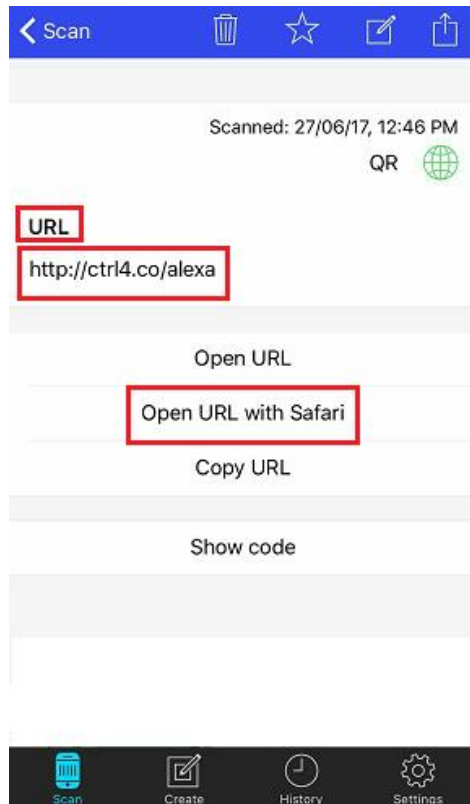 Scan
Scanned: 27/06/17, 12:46 PM
QR
URL
http://ctrl4.co/alexa
Open URL
Open URL with Safari
Copy URL
Show code
Scan Create History Settings